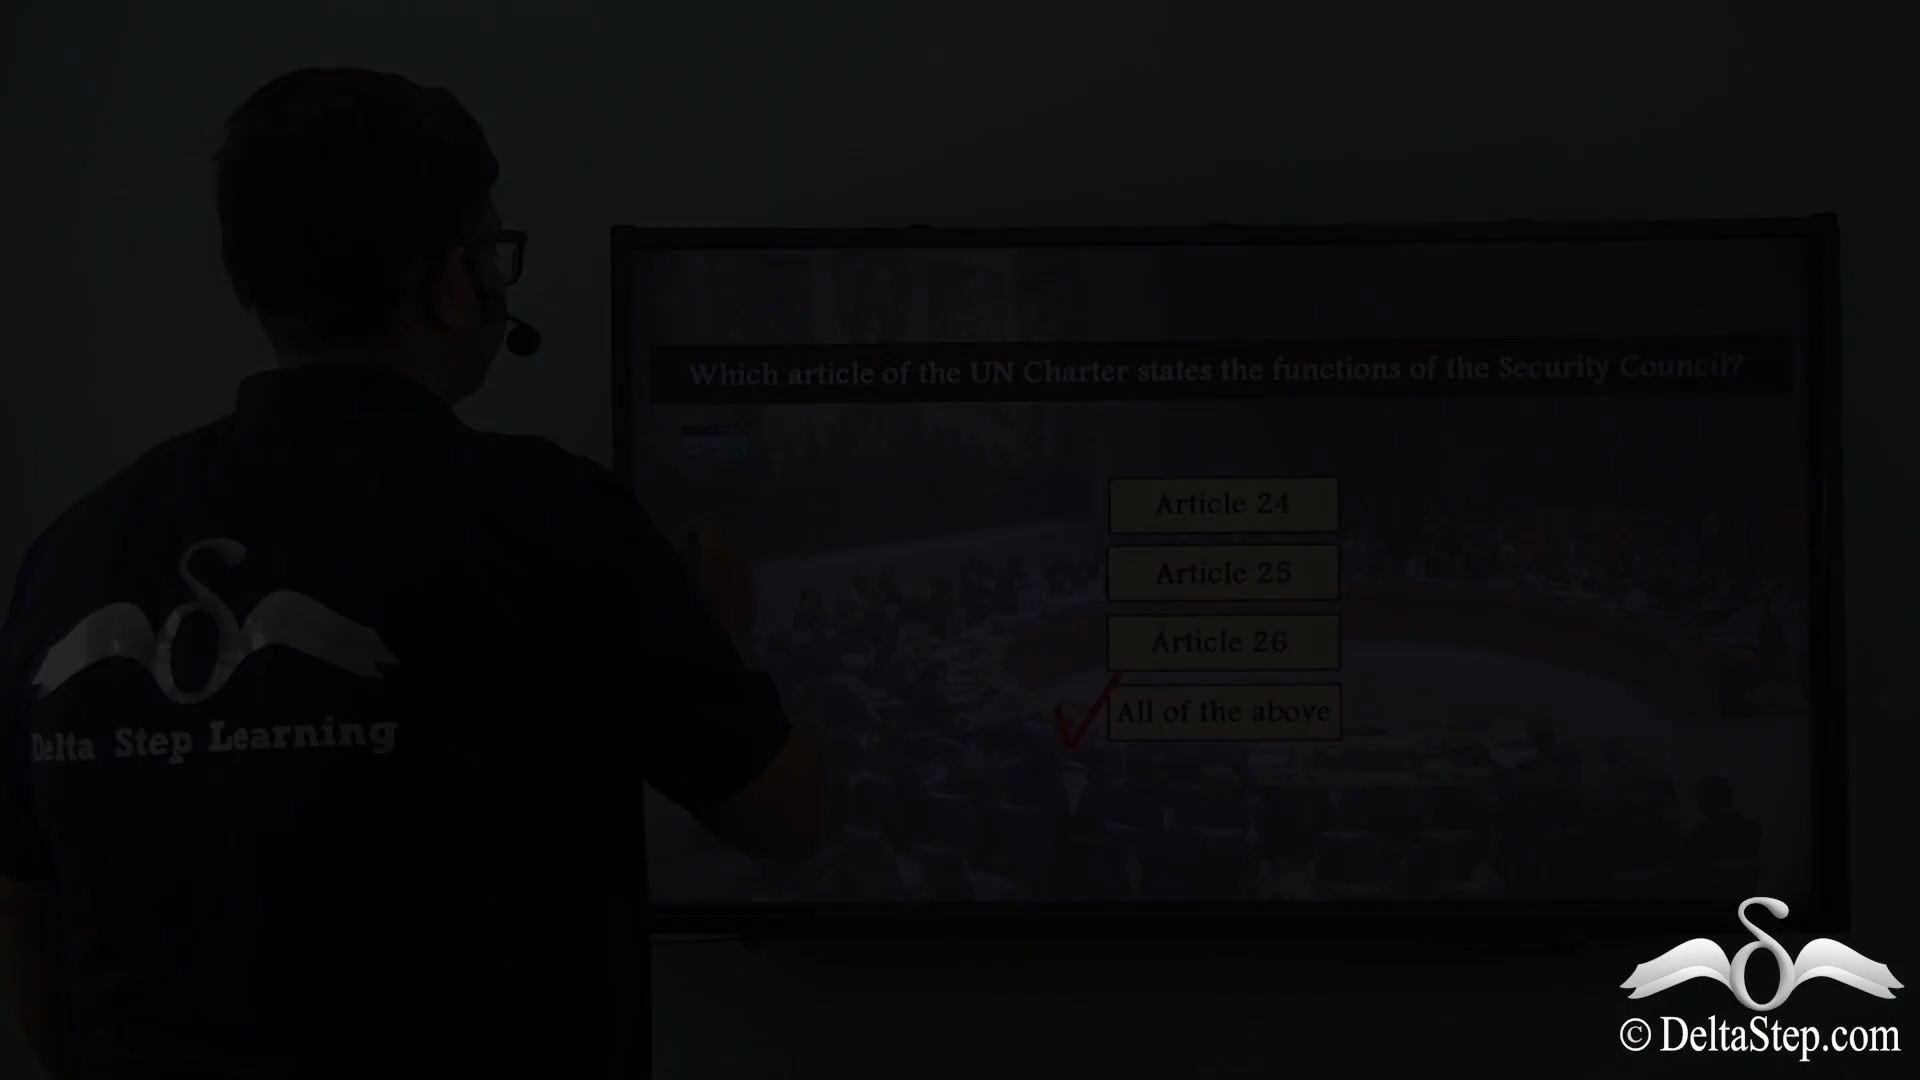 Which article of the UN Charter states the functions of the Security Council?
Article 24
Article 25
Article 26
All of the above
Delta Step Learning
© DeltaStep.com